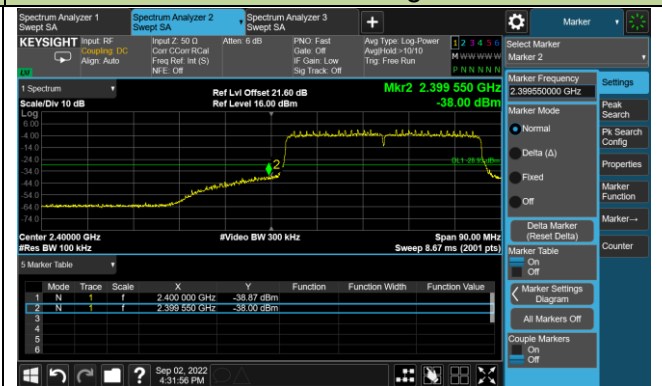 Spectrum Analyzer 1
Swept SA
Spectrum Analyzer 2
Swept SA
Spectrum Analyzer 3
Swept SA
+
Marker
KEYSIGHT
Input: RF
Coupling: DC
Align: Auto
Input Z: 50 Ω
Corr CCorr RCal
Freq Ref: Int (S)
NFE: Off
Atten: 6 dB
PNO: Fast
Gate: Off
IF Gain: Low
Sig Track: Off
Avg Type: Log-Power
Avg|Hold:>10/10
Trig: Free Run
1 2 3 4 5 6
M W W W W W
P N N N N N
Select Marker
Marker 2
LXI
1 Spectrum
Scale/Div 10 dB
Ref Lvl Offset 21.60 dB
Ref Level 16.00 dBm
Mkr2 2.399 550 GHz
-38.00 dBm
Log
6.00
-4.00
-14.0
-24.0
-34.0
-44.0
-54.0
-64.0
-74.0
2
Center 2.40000 GHz
#Res BW 100 kHz
#Video BW 300 kHz
Span 90.00 MHz
Sweep 8.67 ms (2001 pts)
5 Marker Table
Mode Trace Scale X Y Function Function Width Function Value
1 N 1 f 2.400 000 GHz -38.87 dBm
2 N 1 f 2.399 550 GHz -38.00 dBm
3
4
5
6
Marker Frequency
2.399550000 GHz
Marker Mode
Normal
Delta (Δ)
Fixed
Off
Delta Marker
(Reset Delta)
Marker Table
On
Off
Marker Settings
Diagram
All Markers Off
Couple Markers
On
Off
Settings
Peak
Search
Pk Search
Config
Properties
Marker
Function
Marker→
Counter
?
Sep 02, 2022
4:31:56 PM